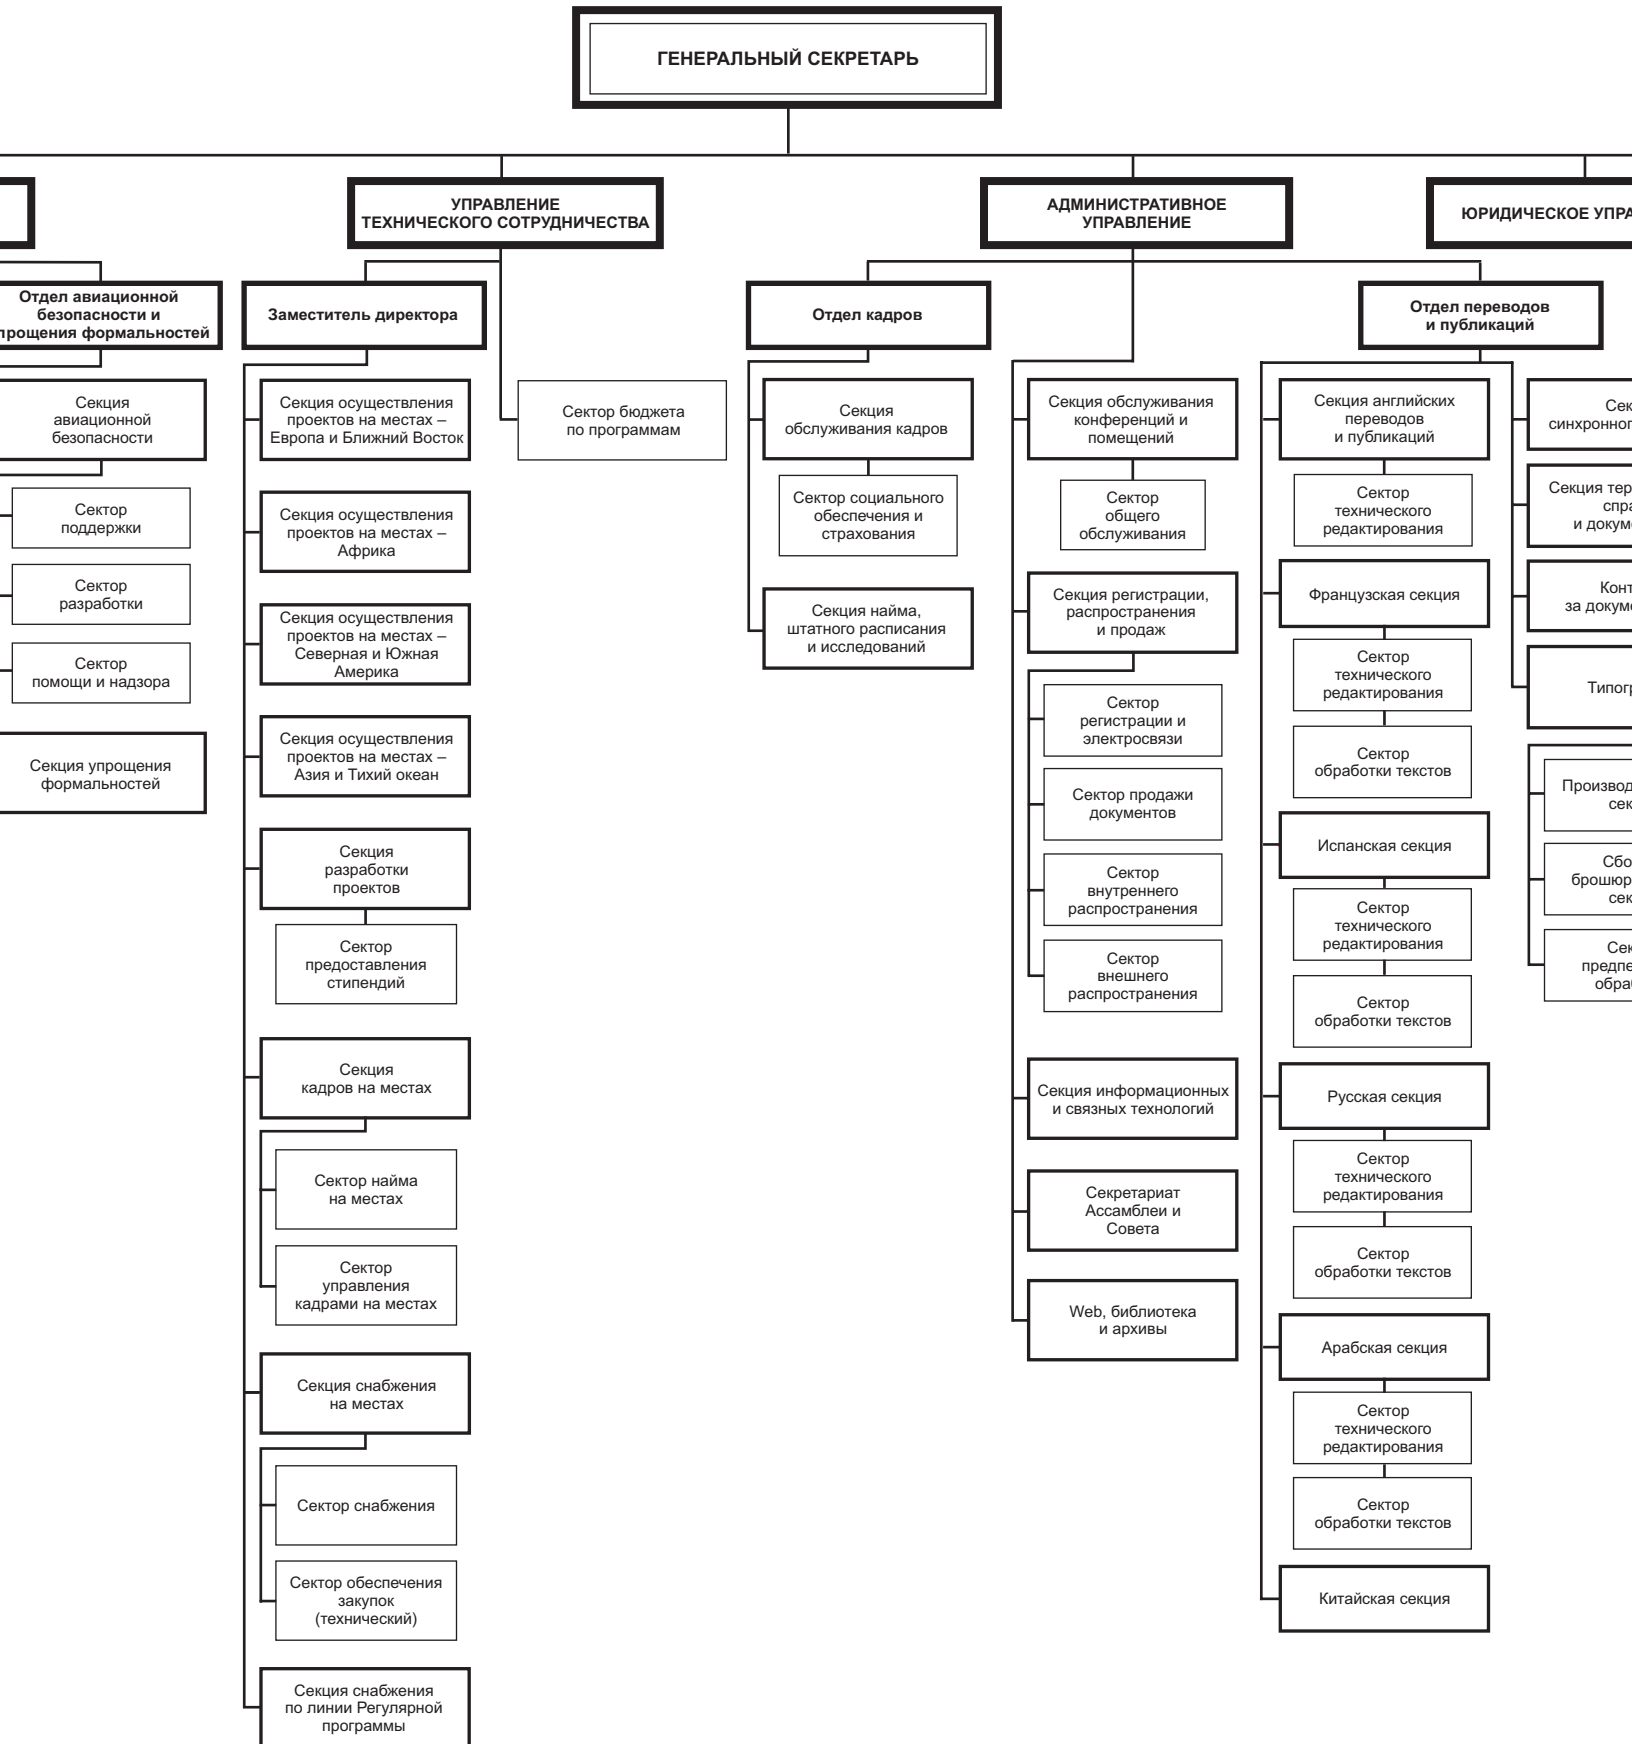 ГЕНЕРАЛЬНЫЙ СЕКРЕТАРЬ
УПРАВЛЕНИЕ
ТЕХНИЧЕСКОГО СОТРУДНИЧЕСТВА
АДМИНИСТРАТИВНОЕ
УПРАВЛЕНИЕ
ЮРИДИЧЕСКОЕ
Отдел авиационной
безопасности и
формальностей
Заместитель директора
Отдел кадров
Отдел переводов
и публикаций
Секция
авиационной
безопасности
Сектор
поддержки
Сектор
разработки
Сектор
помощи и надзора
Секция упрощения
формальностей
Секция осуществления
проектов на местах –
Европа и Ближний Восток
Секция осуществления
проектов на местах –
Африка
Секция осуществления
проектов на местах –
Северная и Южная
Америка
Секция осуществления
проектов на местах –
Азия и Тихий океан
Секция
разработки
проектов
Сектор
предоставления
стипендий
Секция
кадров на местах
Сектор найма
на местах
Сектор
управления
кадрами на местах
Секция снабжения
на местах
Сектор снабжения
Сектор обеспечения
закупок
(технический)
Секция снабжения
по линии Регулярной
программы
Сектор бюджета
по программам
Секция
обслуживания кадров
Сектор социального
обеспечения и
страхования
Секция найма,
штатного расписания
и исследований
Секция обслуживания
конференций и
помещений
Сектор
общего
обслуживания
Секция регистрации,
распространения
и продаж
Сектор
регистрации и
электросвязи
Сектор продажи
документов
Сектор
внутреннего
распространения
Сектор
внешнего
распространения
Секция информационных
и связных технологий
Секретариат
Ассамблеи и
Совета
Web, библиотека
и архивы
Секция английских
переводов
и публикаций
Сектор
технического
редактирования
Французская секция
Сектор
технического
редактирования
Сектор
обработки текстов
Испанская секция
Сектор
технического
редактирования
Сектор
обработки текстов
Русская секция
Сектор
технического
редактирования
Сектор
обработки текстов
Арабская секция
Сектор
технического
редактирования
Сектор
обработки текстов
Китайская секция
Секция
и
за